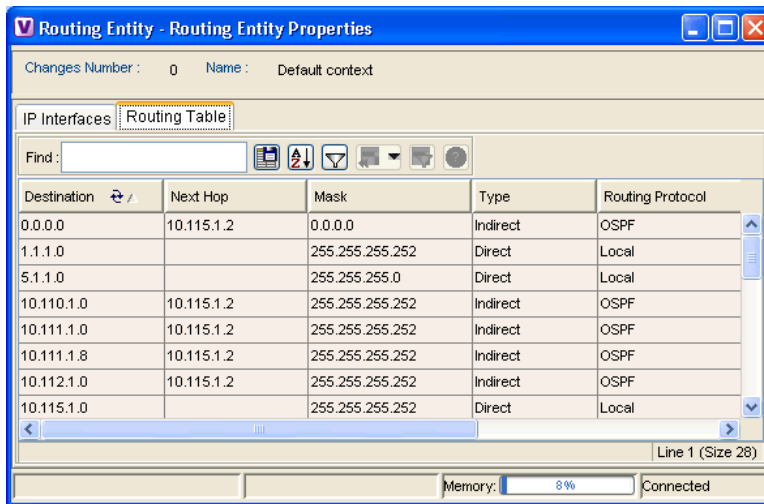 V Routing Entity - Routing Entity Properties
Changes Number : 0 Name : Default context
IP Interfaces Routing Table
Find :
Destination Next Hop Mask Type Routing Protocol
0.0.0.0 10.115.1.2 0.0.0.0 Indirect OSPF
1.1.1.0 255.255.255.252 Direct Local
5.1.1.0 255.255.255.0 Direct Local
10.110.1.0 10.115.1.2 255.255.255.252 Indirect OSPF
10.111.1.0 10.115.1.2 255.255.255.252 Indirect OSPF
10.111.1.8 10.115.1.2 255.255.255.252 Indirect OSPF
10.112.1.0 10.115.1.2 255.255.255.252 Indirect OSPF
10.115.1.0 255.255.255.252 Direct Local
Line 1 (Size 28)
Memory: 8% Connected